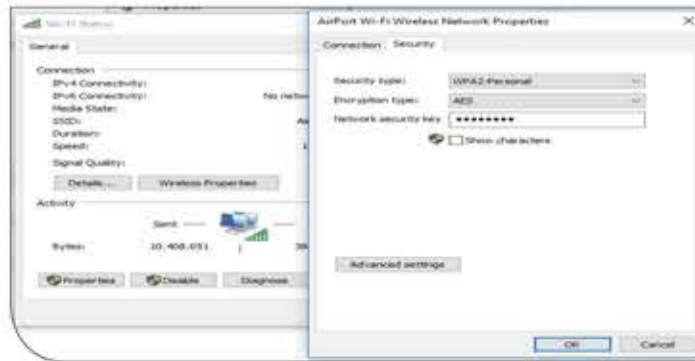 Wi-Fi Status
General
Connection
IPv4 Connectivity:
IPv6 Connectivity:
No netwo
Media State:
SSID:
Duration:
Speed:
Signal Quality:
Details...
Wireless Properties
Activity
Sent
Bytes:
10,408,051
Properties
Disable
Diagnose
AirPort Wi-Fi Wireless Network Properties
Connection
Security
Security type:
WPA2-Personal
Encryption type:
AES
Network security key
••••••••
Show characters
Advanced settings
OK
Cancel